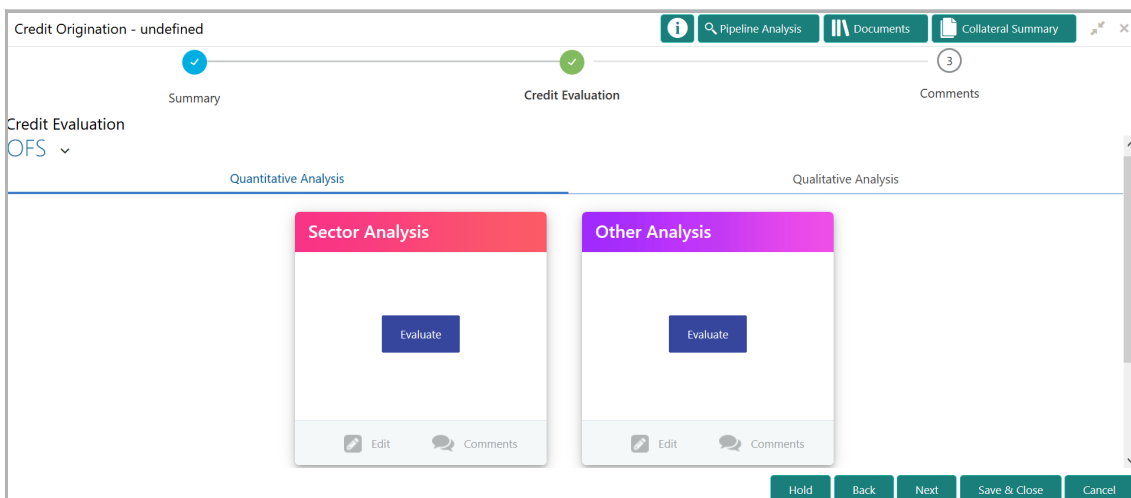 Credit Origination - undefined
Pipeline Analysis
Documents
Collateral Summary
3
Summary
Credit Evaluation
Comments
Credit Evaluation
OFS
Quantitative Analysis
Qualitative Analysis
Sector Analysis
Other Analysis
Evaluate
Evaluate
Edit
Comments
Edit
Comments
Hold
Back
Next
Save & Close
Cancel